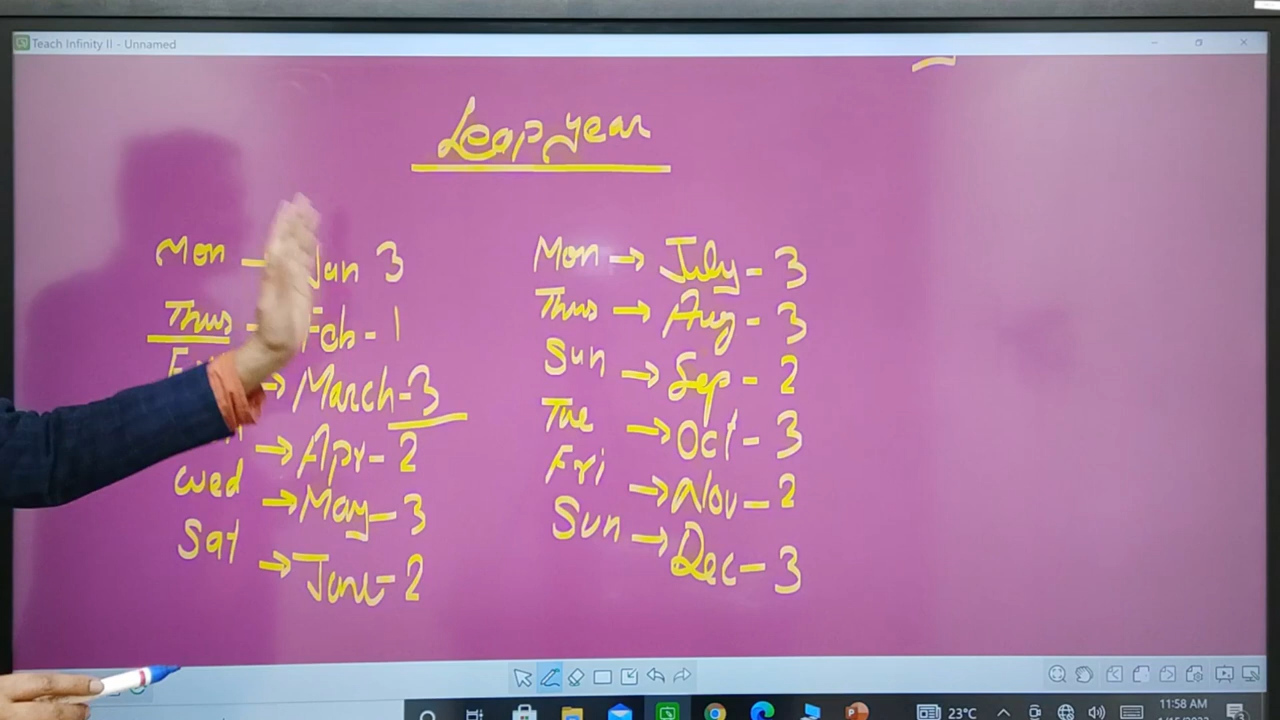 Teach Infinity II - Unnamed
Leap year
Mon → Jan 3
Thus - Feb - 1
→ March - 3
→ Apr - 2
Wed → May - 3
Sat → June - 2
Mon → July - 3
Thus → Aug - 3
Sun → Sep - 2
Tue → Oct - 3
Fri → Nov - 2
Sun → Dec - 3
23°C
11:58 AM